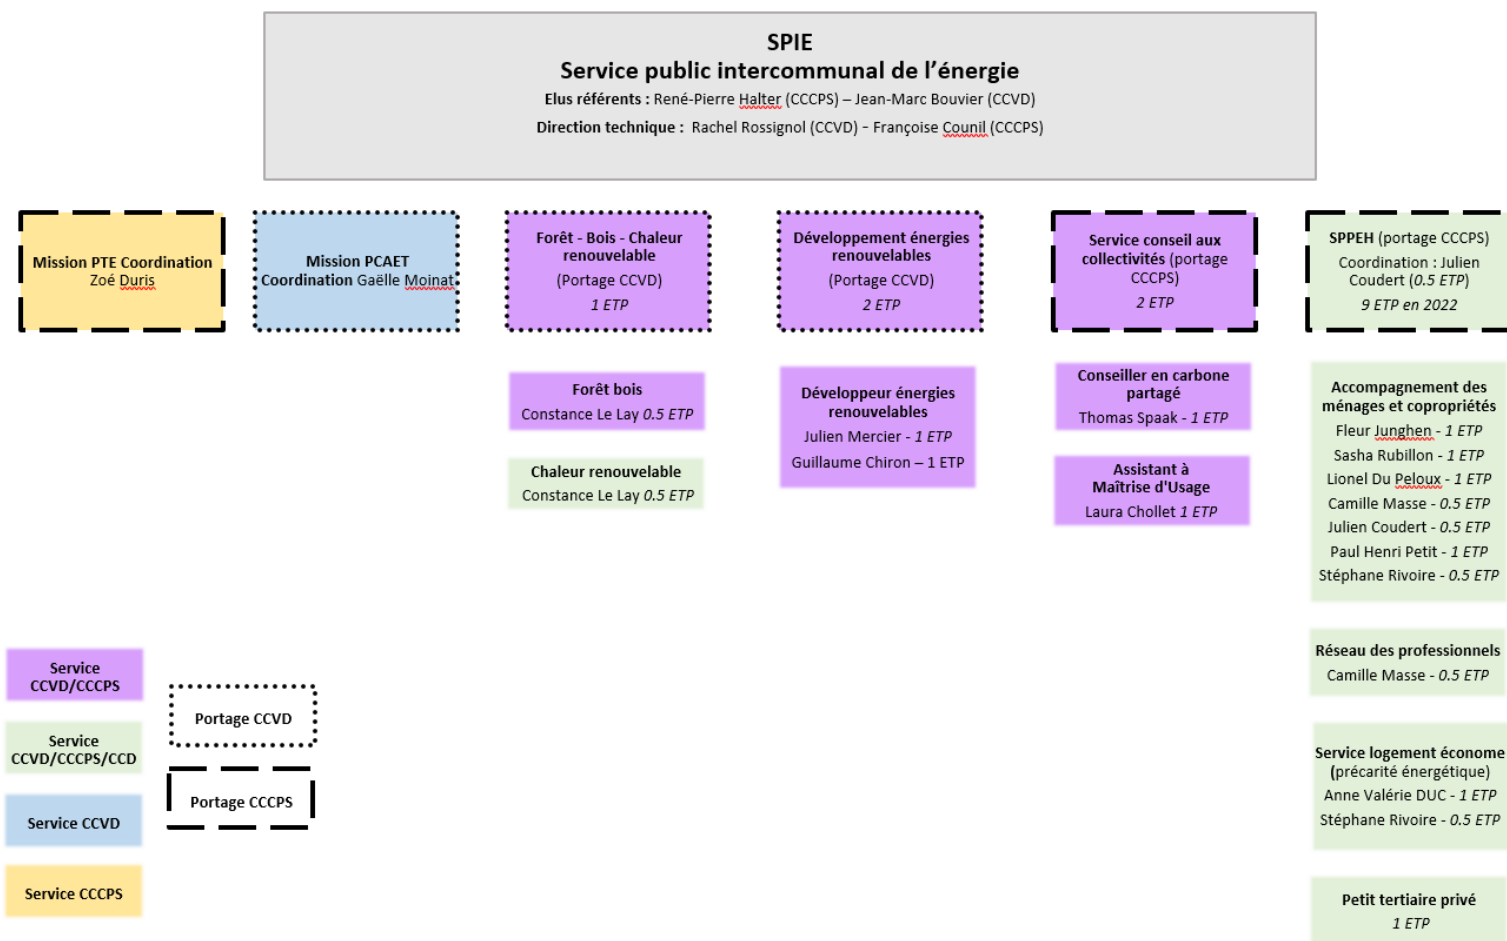 SPIE
Service public intercommunal de l’énergie
Elus référents : René-Pierre Halter (CCCPS) – Jean-Marc Bouvier (CCVD)
Direction technique : Rachel Rossignol (CCVD) - Françoise Counil (CCCPS)
Mission PTE Coordination
Zoé Duris
Mission PCAET
Coordination Gaëlle Moinat
Forêt - Bois - Chaleur
renouvelable
(Portage CCVD)
1 ETP
Développement énergies
renouvelables
(Portage CCVD)
2 ETP
Service conseil aux
collectivités (portage
CCCPS)
2 ETP
SPPEH (portage CCCPS)
Coordination : Julien
Coudert (0.5 ETP)
9 ETP en 2022
Forêt bois
Constance Le Lay 0.5 ETP
Chaleur renouvelable
Constance Le Lay 0.5 ETP
Développeur énergies
renouvelables
Julien Mercier - 1 ETP
Guillaume Chiron – 1 ETP
Conseiller en carbone
partagé
Thomas Spaak - 1 ETP
Assistant à
Maîtrise d'Usage
Laura Chollet 1 ETP
Accompagnement des
ménages et copropriétés
Fleur Junghen - 1 ETP
Sasha Rubillon - 1 ETP
Lionel Du Peloux - 1 ETP
Camille Masse - 0.5 ETP
Julien Coudert - 0.5 ETP
Paul Henri Petit - 1 ETP
Stéphane Rivoire - 0.5 ETP
Réseau des professionnels
Camille Masse - 0.5 ETP
Service logement économe
(précarité énergétique)
Anne Valérie DUC - 1 ETP
Stéphane Rivoire - 0.5 ETP
Petit tertiaire privé
1 ETP
Service
CCVD/CCCPS
Service
CCVD/CCCPS/CCD
Service CCVD
Service CCCPS
Portage CCVD
Portage CCCPS